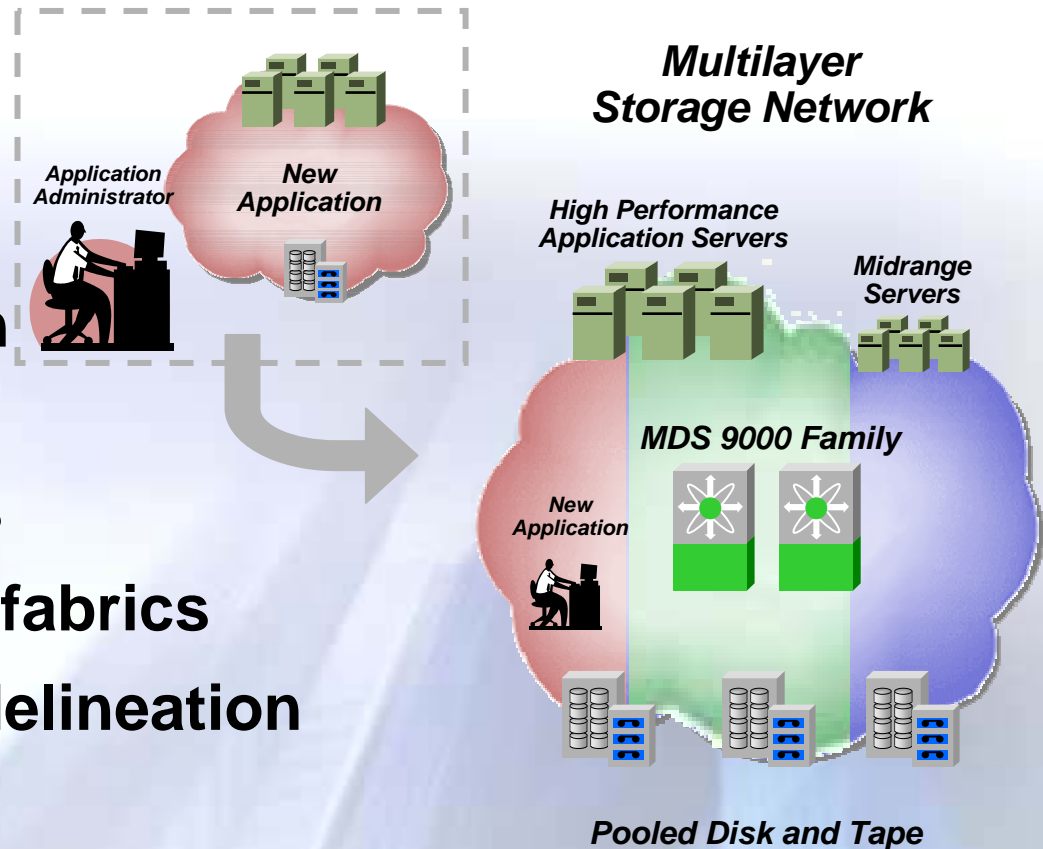 Multilayer
Storage Network
Application
Administrator
New
Application
High Performance
Application Servers
Midrange
Servers
MDS 9000 Family
New
Application
fabrics
Pooled Disk and Tape